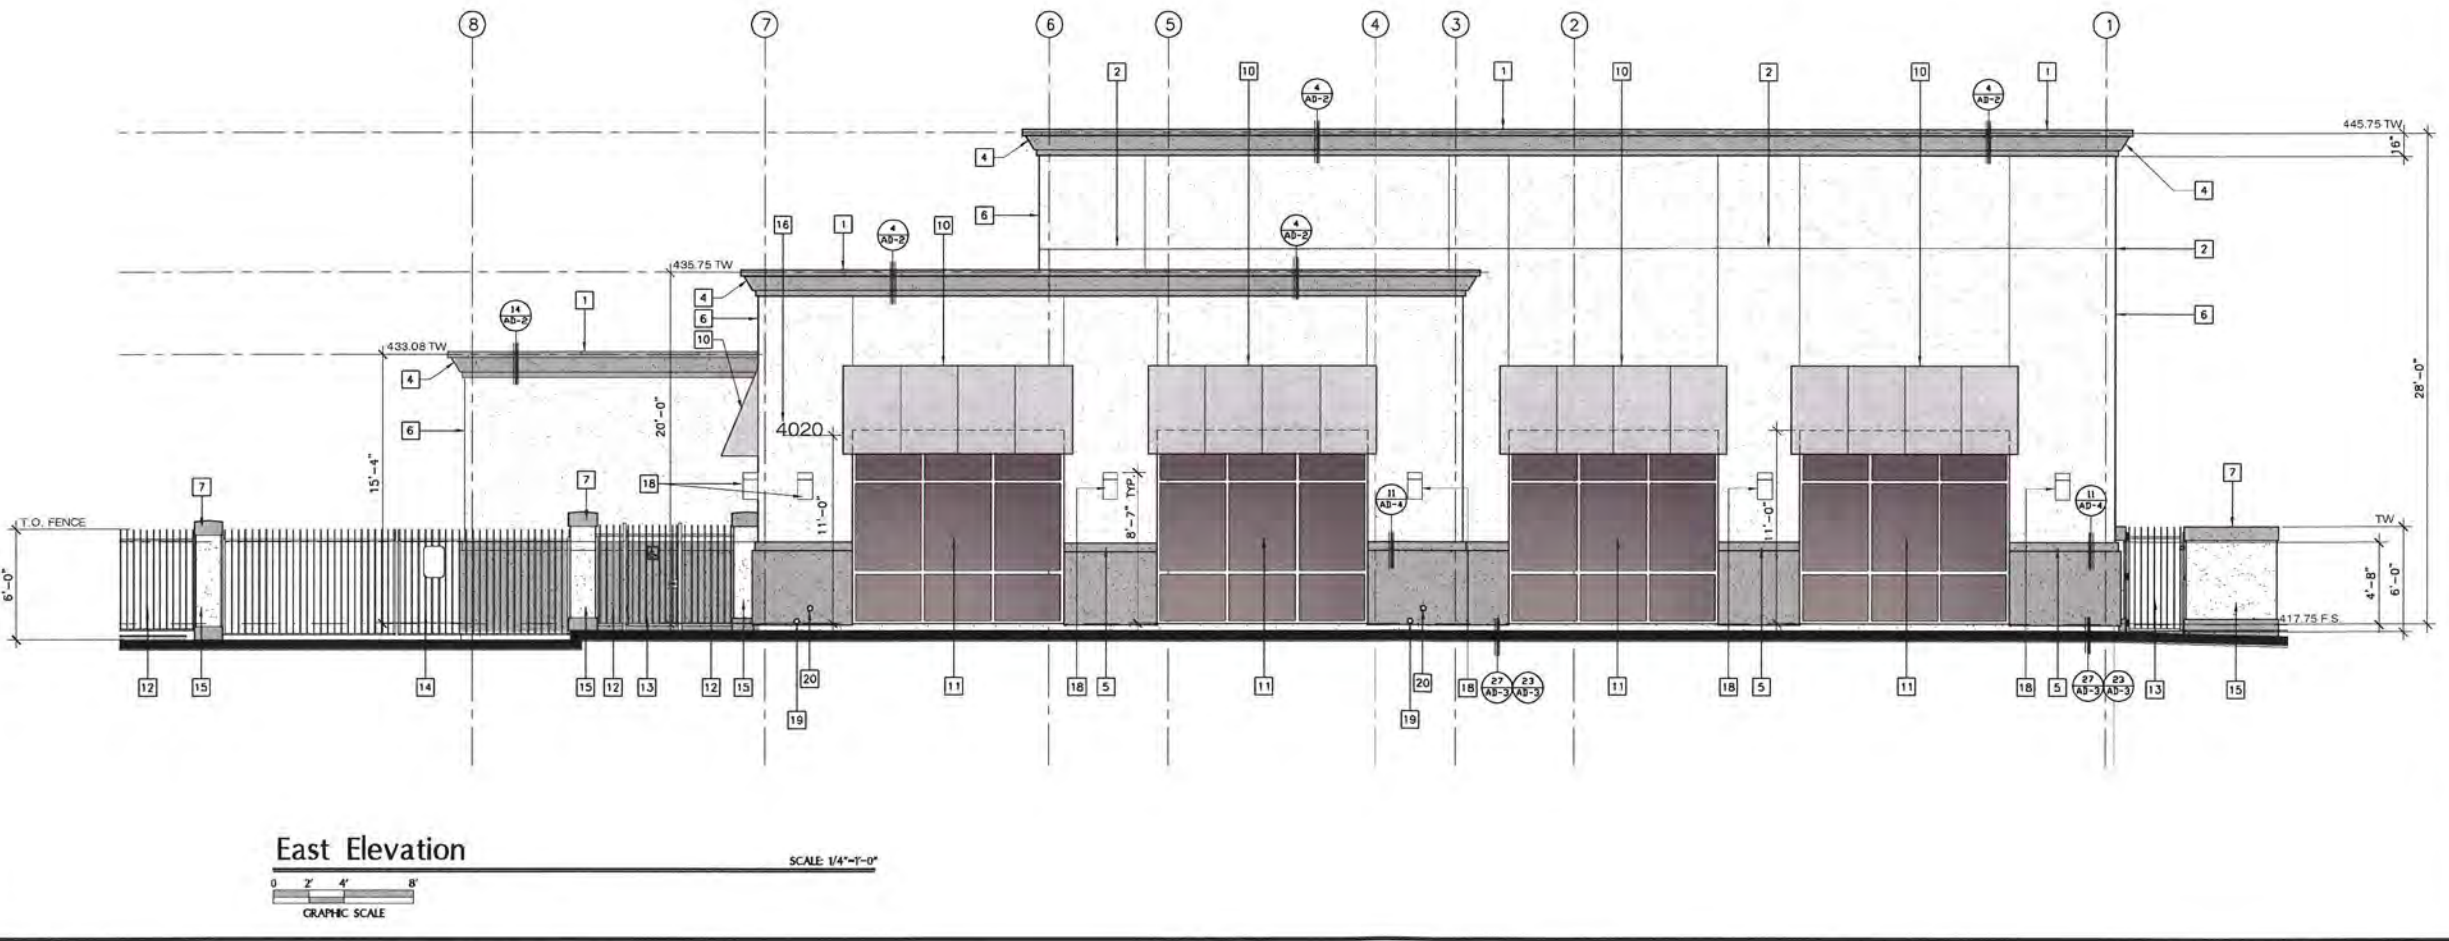 8 7 6 5 4 3 2 1
2 10 1 10 2 10 1
4
AD-2
4
AD-2
445.75 TW
16"
4
4
6
16 1 10
4
AD-2
4
AD-2
2
435.75 TW
4
6
10
14
AD-2
1
6
433.08 TW
4
6
28'-0"
20'-0"
15'-4"
4020
11'-0"
8'-7" TYP.
11'-0"
7 7 18 7
11
AD-4
11
AD-4
T.O. FENCE
TW
6'-0"
4'-8"
6'-0"
417.75 F.S.
12 15 14 15 12 13 12 15 20 11 18 5 11 20 18
27
AD-3
23
AD-3
11 18 5 11 18 5
27
AD-3
23
AD-3
13 15
19 19
East Elevation
SCALE: 1/4"=1'-0"
0 2' 4' 8'
GRAPHIC SCALE